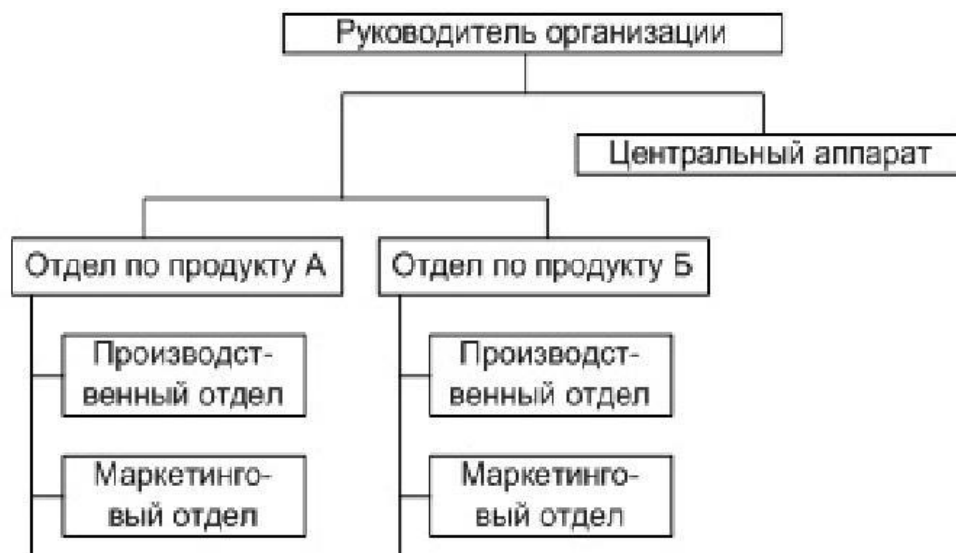 Руководитель организации
Центральный аппарат
Отдел по продукту А
Отдел по продукту Б
Производст-
венный отдел
Производст-
венный отдел
Маркетинго-
вый отдел
Маркетинго-
вый отдел